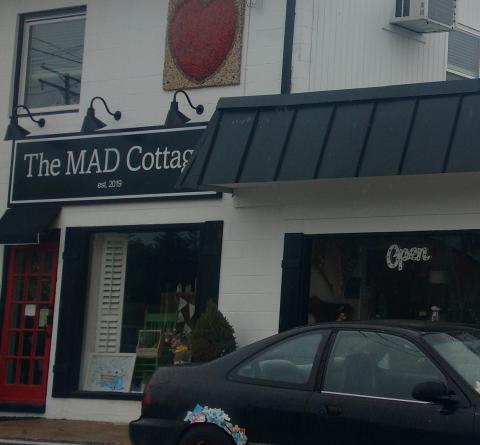 The MAD Cottag
est. 2019
Open